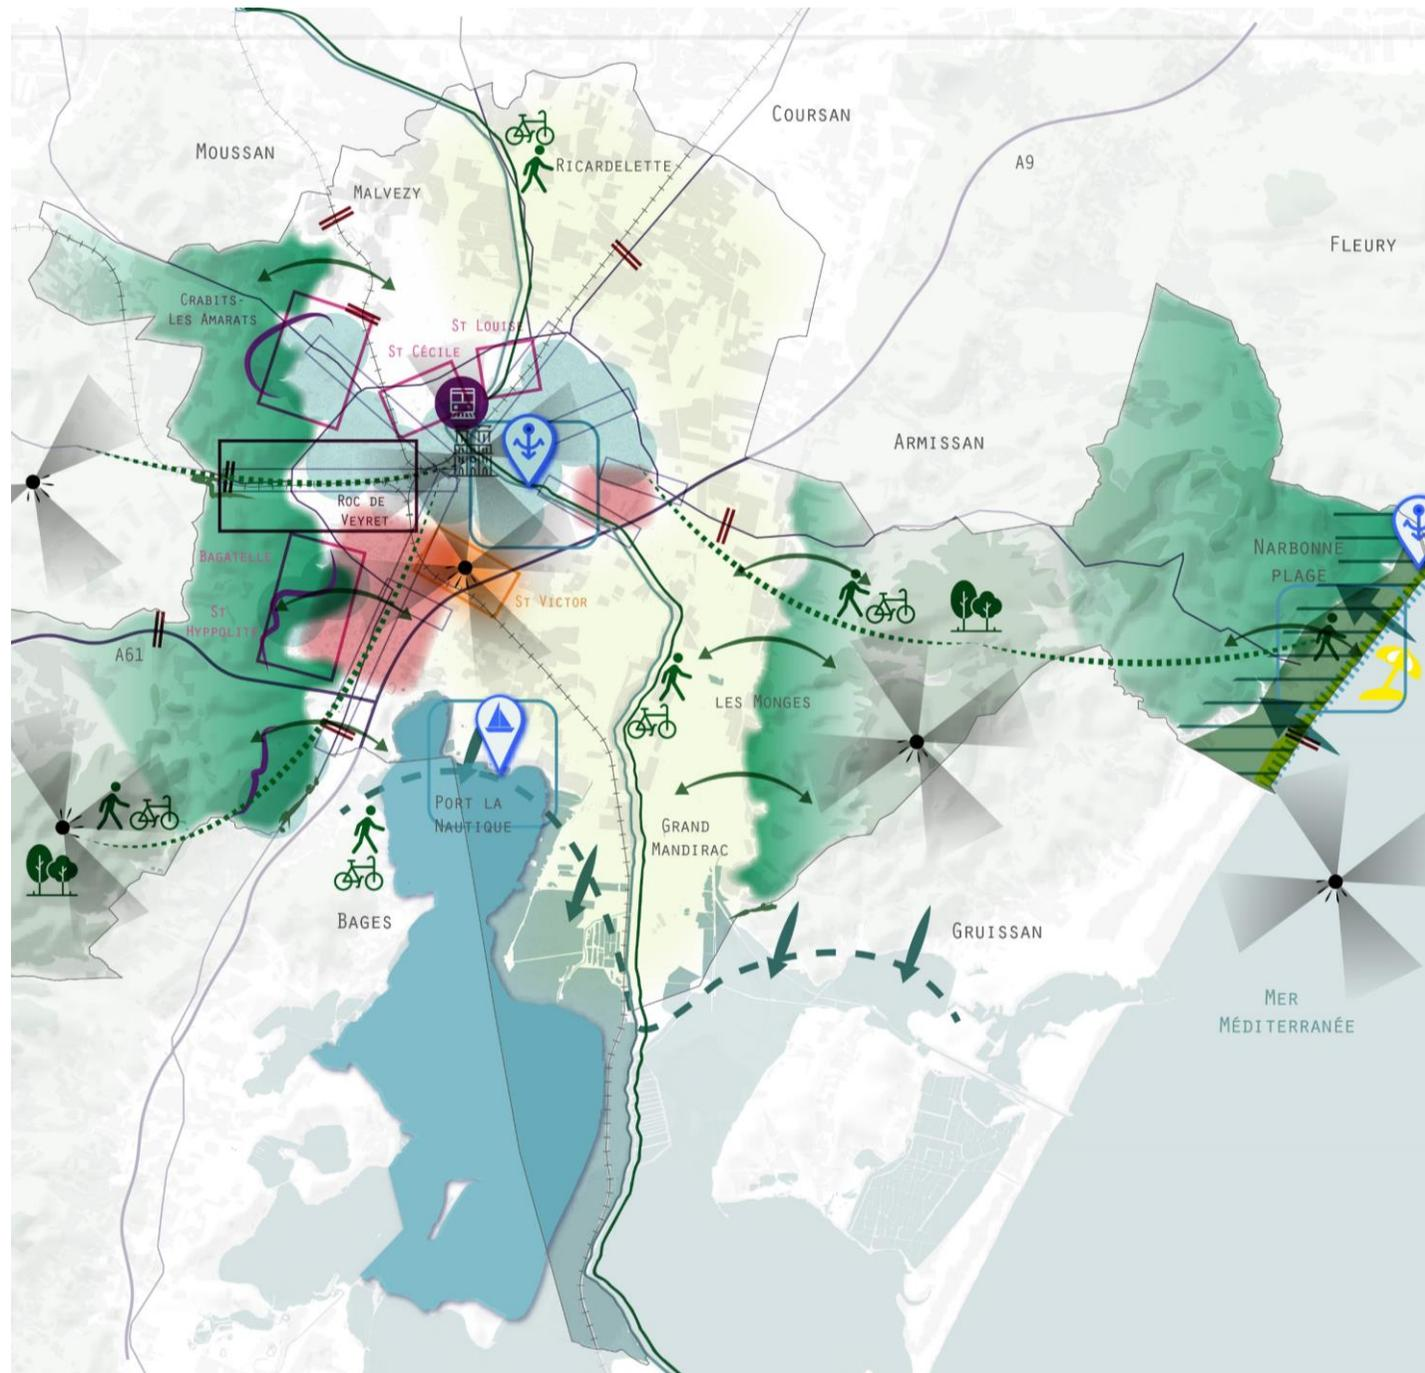 COURSAN
MOUSSAN
RICARDELETTE
A9
MALVEZY
FLEURY
CRABITS-
LES AMARATS
ST LOUISE
ST CÉCILE
ARMISSAN
ROC DE
VEYRET
BAGATELLE
NARBONNE
PLAGE
ST
HYPPOLITE
ST VICTOR
A61
LES MONGES
PORT LA
NAUTIQUE
GRAND
MANDIRAC
BAGES
GRUISSAN
MER
MÉDITERRANÉE